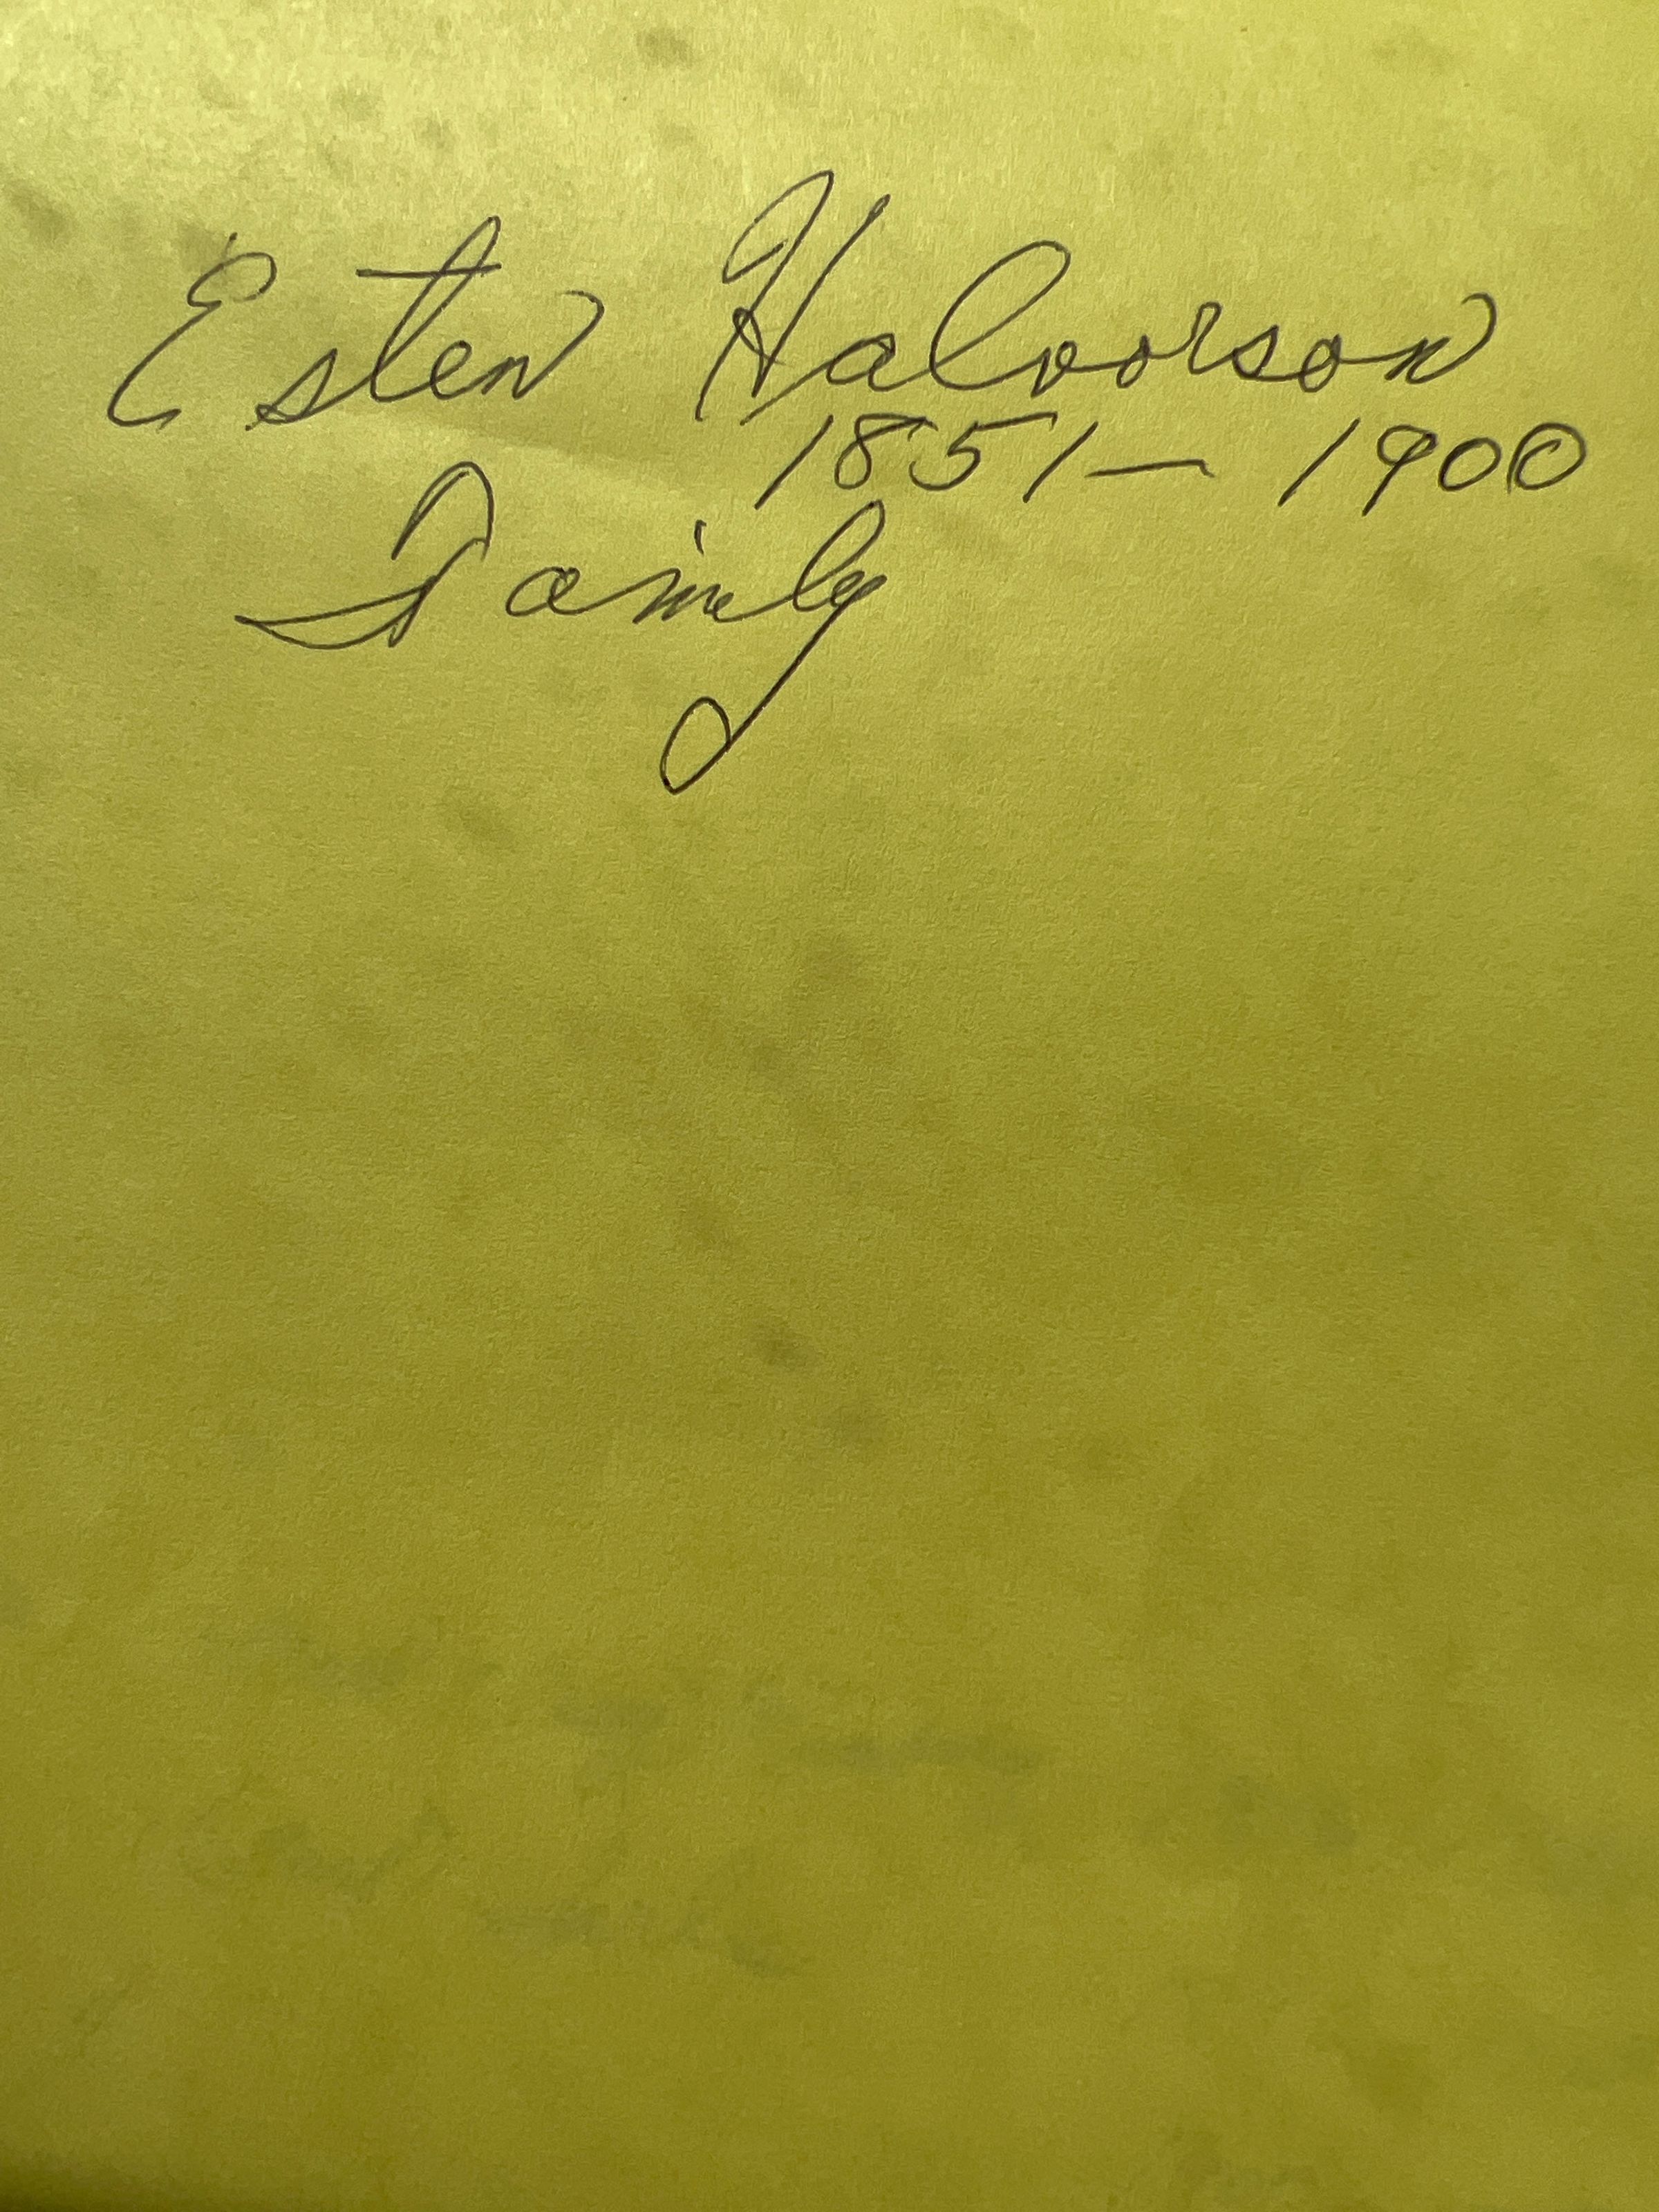 Esten Halvorson
1851 — 1900
Family